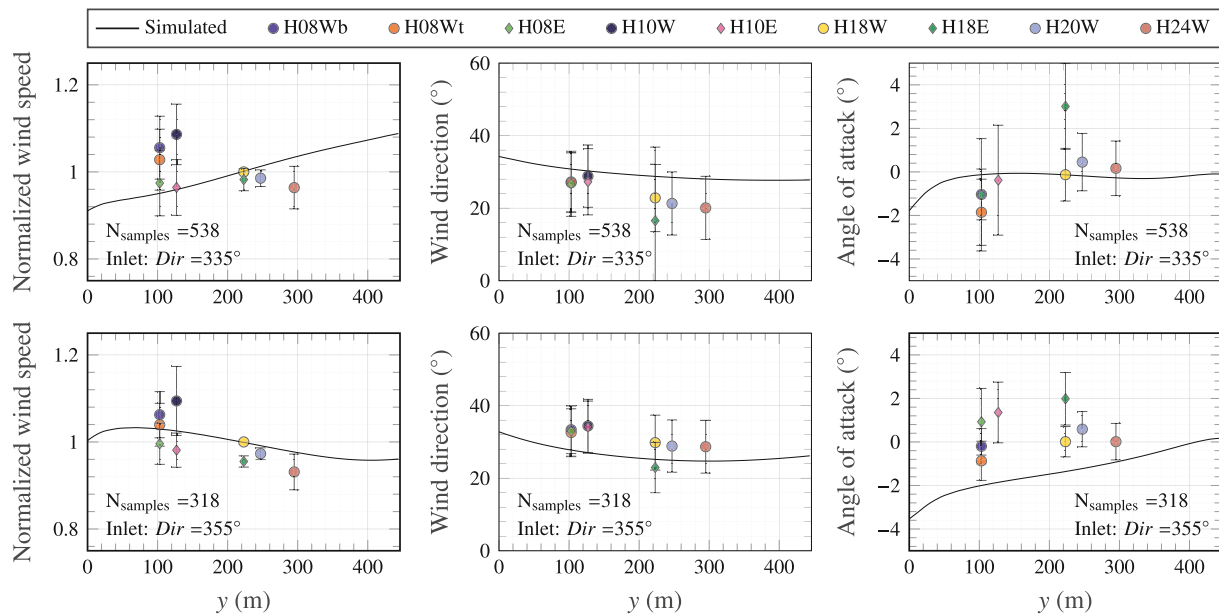 Simulated H08Wb H08Wt H08E H10W H10E H18W H18E H20W H24W
Normalized wind speed
1.2
1
0.8
N_samples =538
Inlet: Dir =335°
0 100 200 300 400
Wind direction (°)
60
40
20
0
N_samples =538
Inlet: Dir =335°
0 100 200 300 400
Angle of attack (°)
4
2
0
−2
−4
N_samples =538
Inlet: Dir =335°
0 100 200 300 400
Normalized wind speed
1.2
1
0.8
N_samples =318
Inlet: Dir =355°
0 100 200 300 400
y (m)
Wind direction (°)
60
40
20
0
N_samples =318
Inlet: Dir =355°
0 100 200 300 400
y (m)
Angle of attack (°)
4
2
0
−2
−4
N_samples =318
Inlet: Dir =355°
0 100 200 300 400
y (m)